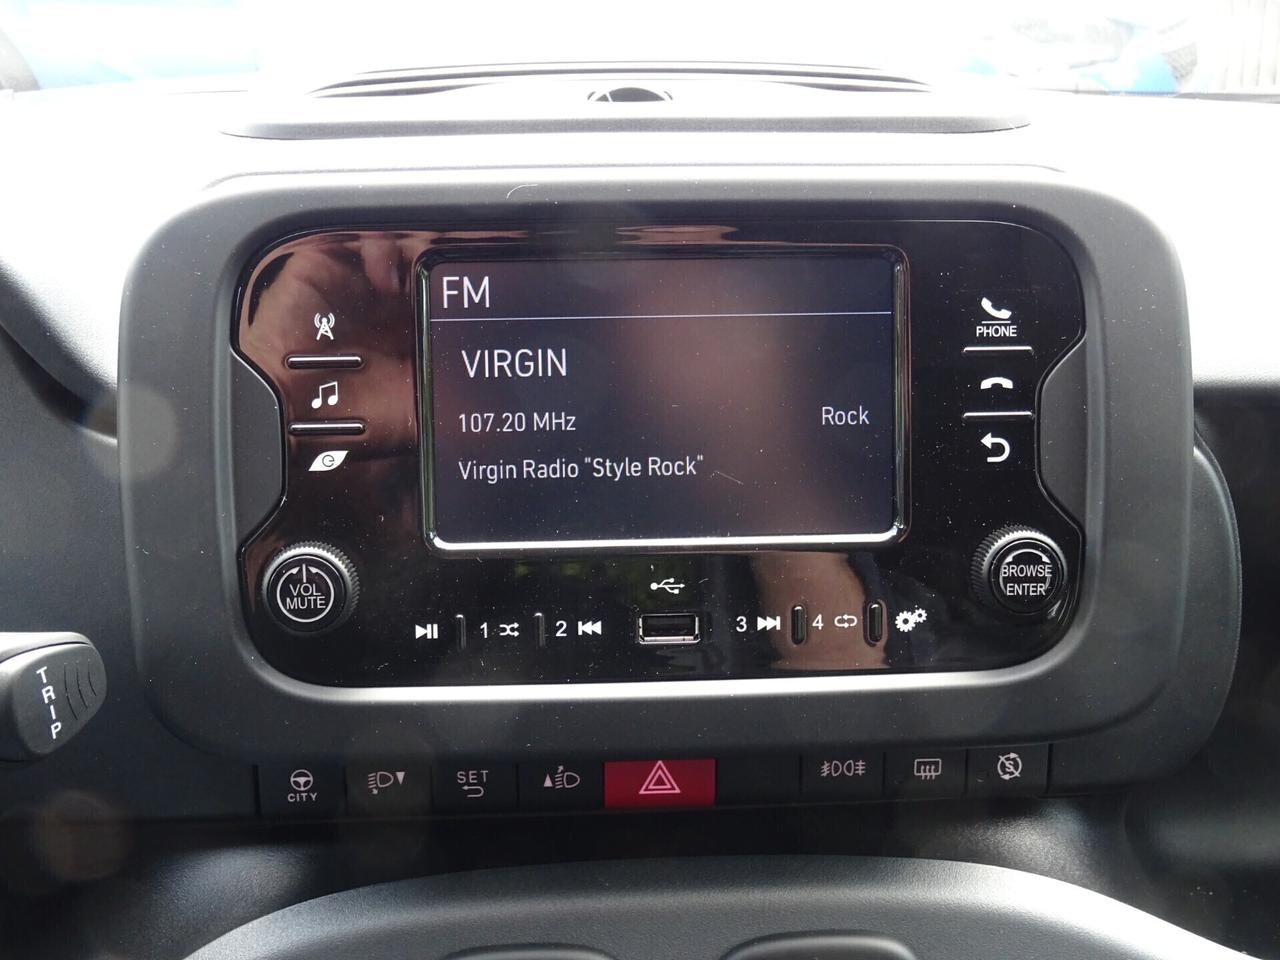 FM
VIRGIN
107.20 MHz
Rock
Virgin Radio "Style Rock"
PHONE
VOL
MUTE
BROWSE
ENTER
1
2
3
4
TRIP
CITY
SET